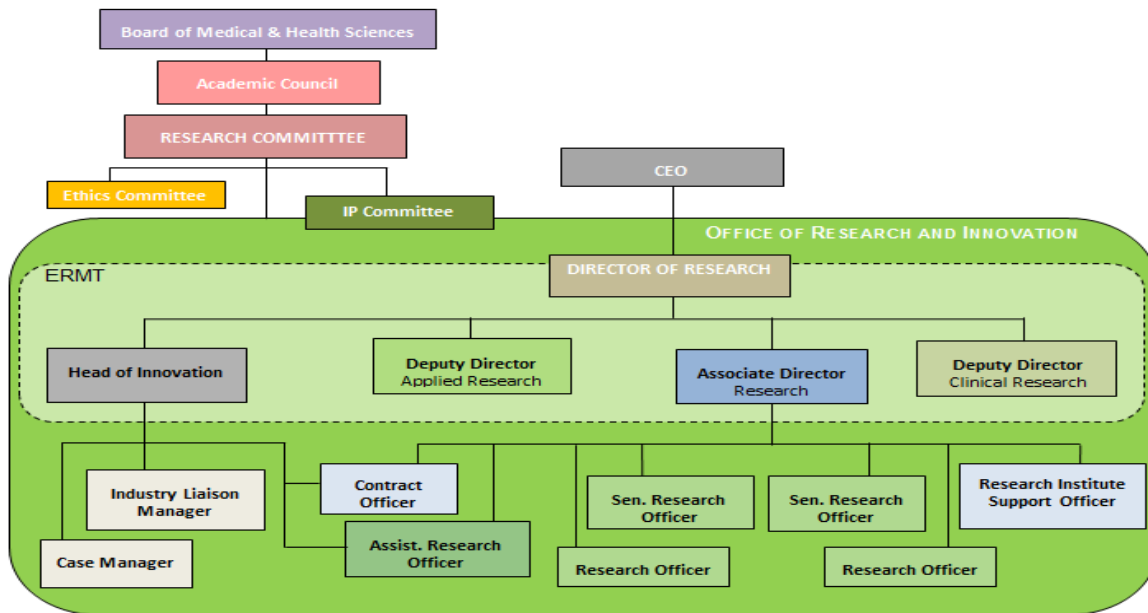 Board of Medical & Health Sciences
Academic Council
RESEARCH COMMITTTEE
CEO
Ethics Committee
IP Committee
OFFICE OF RESEARCH AND INNOVATION
ERMT
DIRECTOR OF RESEARCH
Head of Innovation
Deputy Director
Applied Research
Associate Director
Research
Deputy Director
Clinical Research
Industry Liaison
Manager
Contract
Officer
Sen. Research
Officer
Sen. Research
Officer
Research Institute
Support Officer
Case Manager
Assist. Research
Officer
Research Officer
Research Officer